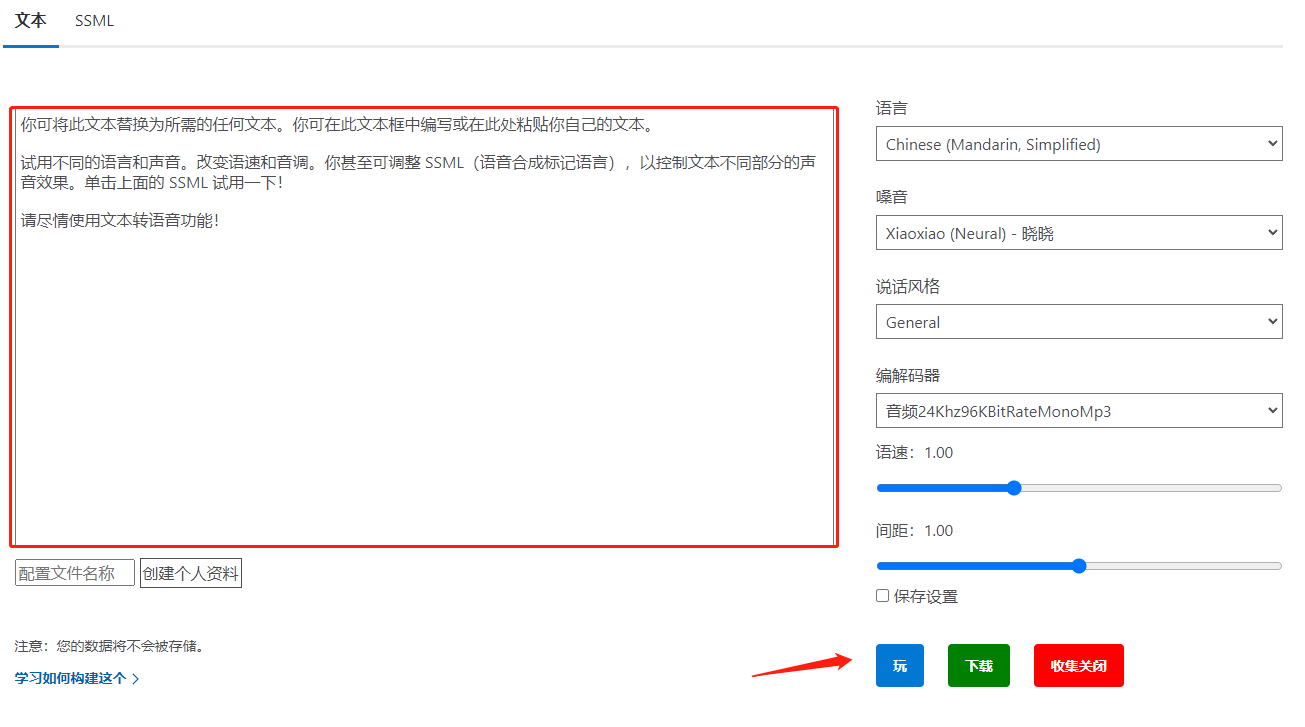 文本 SSML
你可将此文本替换为所需的任何文本。你可在此文本框中编写或在此处粘贴你自己的文本。
试用不同的语言和声音。改变语速和音调。你甚至可调整 SSML（语音合成标记语言），以控制文本不同部分的声
音效果。单击上面的 SSML 试用一下！
请尽情使用文本转语音功能！
配置文件名称 创建个人资料
注意：您的数据将不会被存储。
学习如何构建这个 >
语言
Chinese (Mandarin, Simplified)
嗓音
Xiaoxiao (Neural) - 晓晓
说话风格
General
编解码器
音频24Khz96KBitRateMonoMp3
语速：1.00
间距：1.00
保存设置
玩 下载 收集关闭